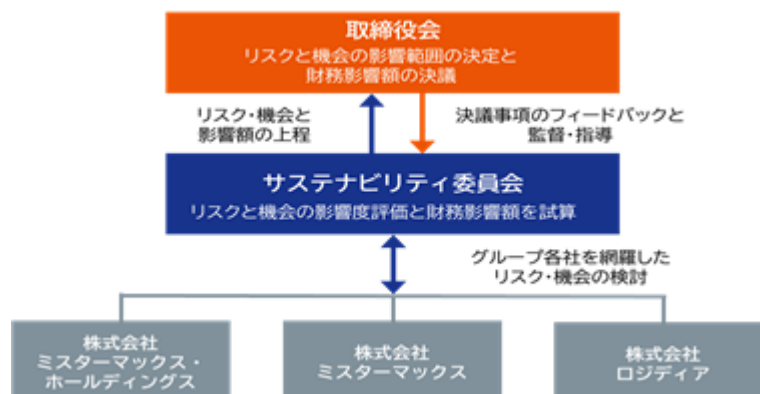 取締役会
リスクと機会の影響範囲の決定と
財務影響額の決議
リスク・機会と
影響額の上程
決議事項のフィードバックと
監督・指導
サステナビリティ委員会
リスクと機会の影響度評価と財務影響額を試算
グループ各社を網羅した
リスク・機会の検討
株式会社
ミスターマックス・
ホールディングス
株式会社
ミスターマックス
株式会社
ロジディア